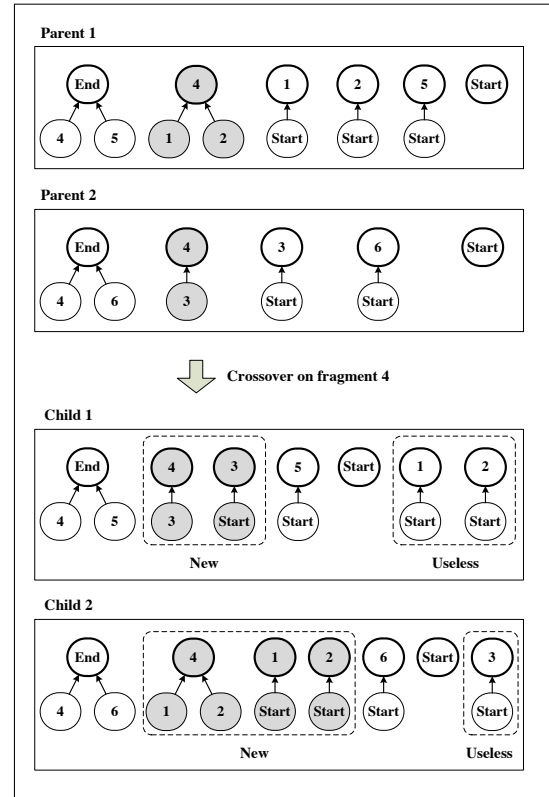 Parent 1
End 4 1 2 5 Start
4 5 1 2 Start Start Start
Parent 2
End 4 3 6 Start
4 6 3 Start Start
Crossover on fragment 4
Child 1
End 4 3 5 Start 1 2
4 5 3 Start Start Start Start
New Useless
Child 2
End 4 1 2 6 Start 3
4 6 1 2 Start Start Start Start
New Useless